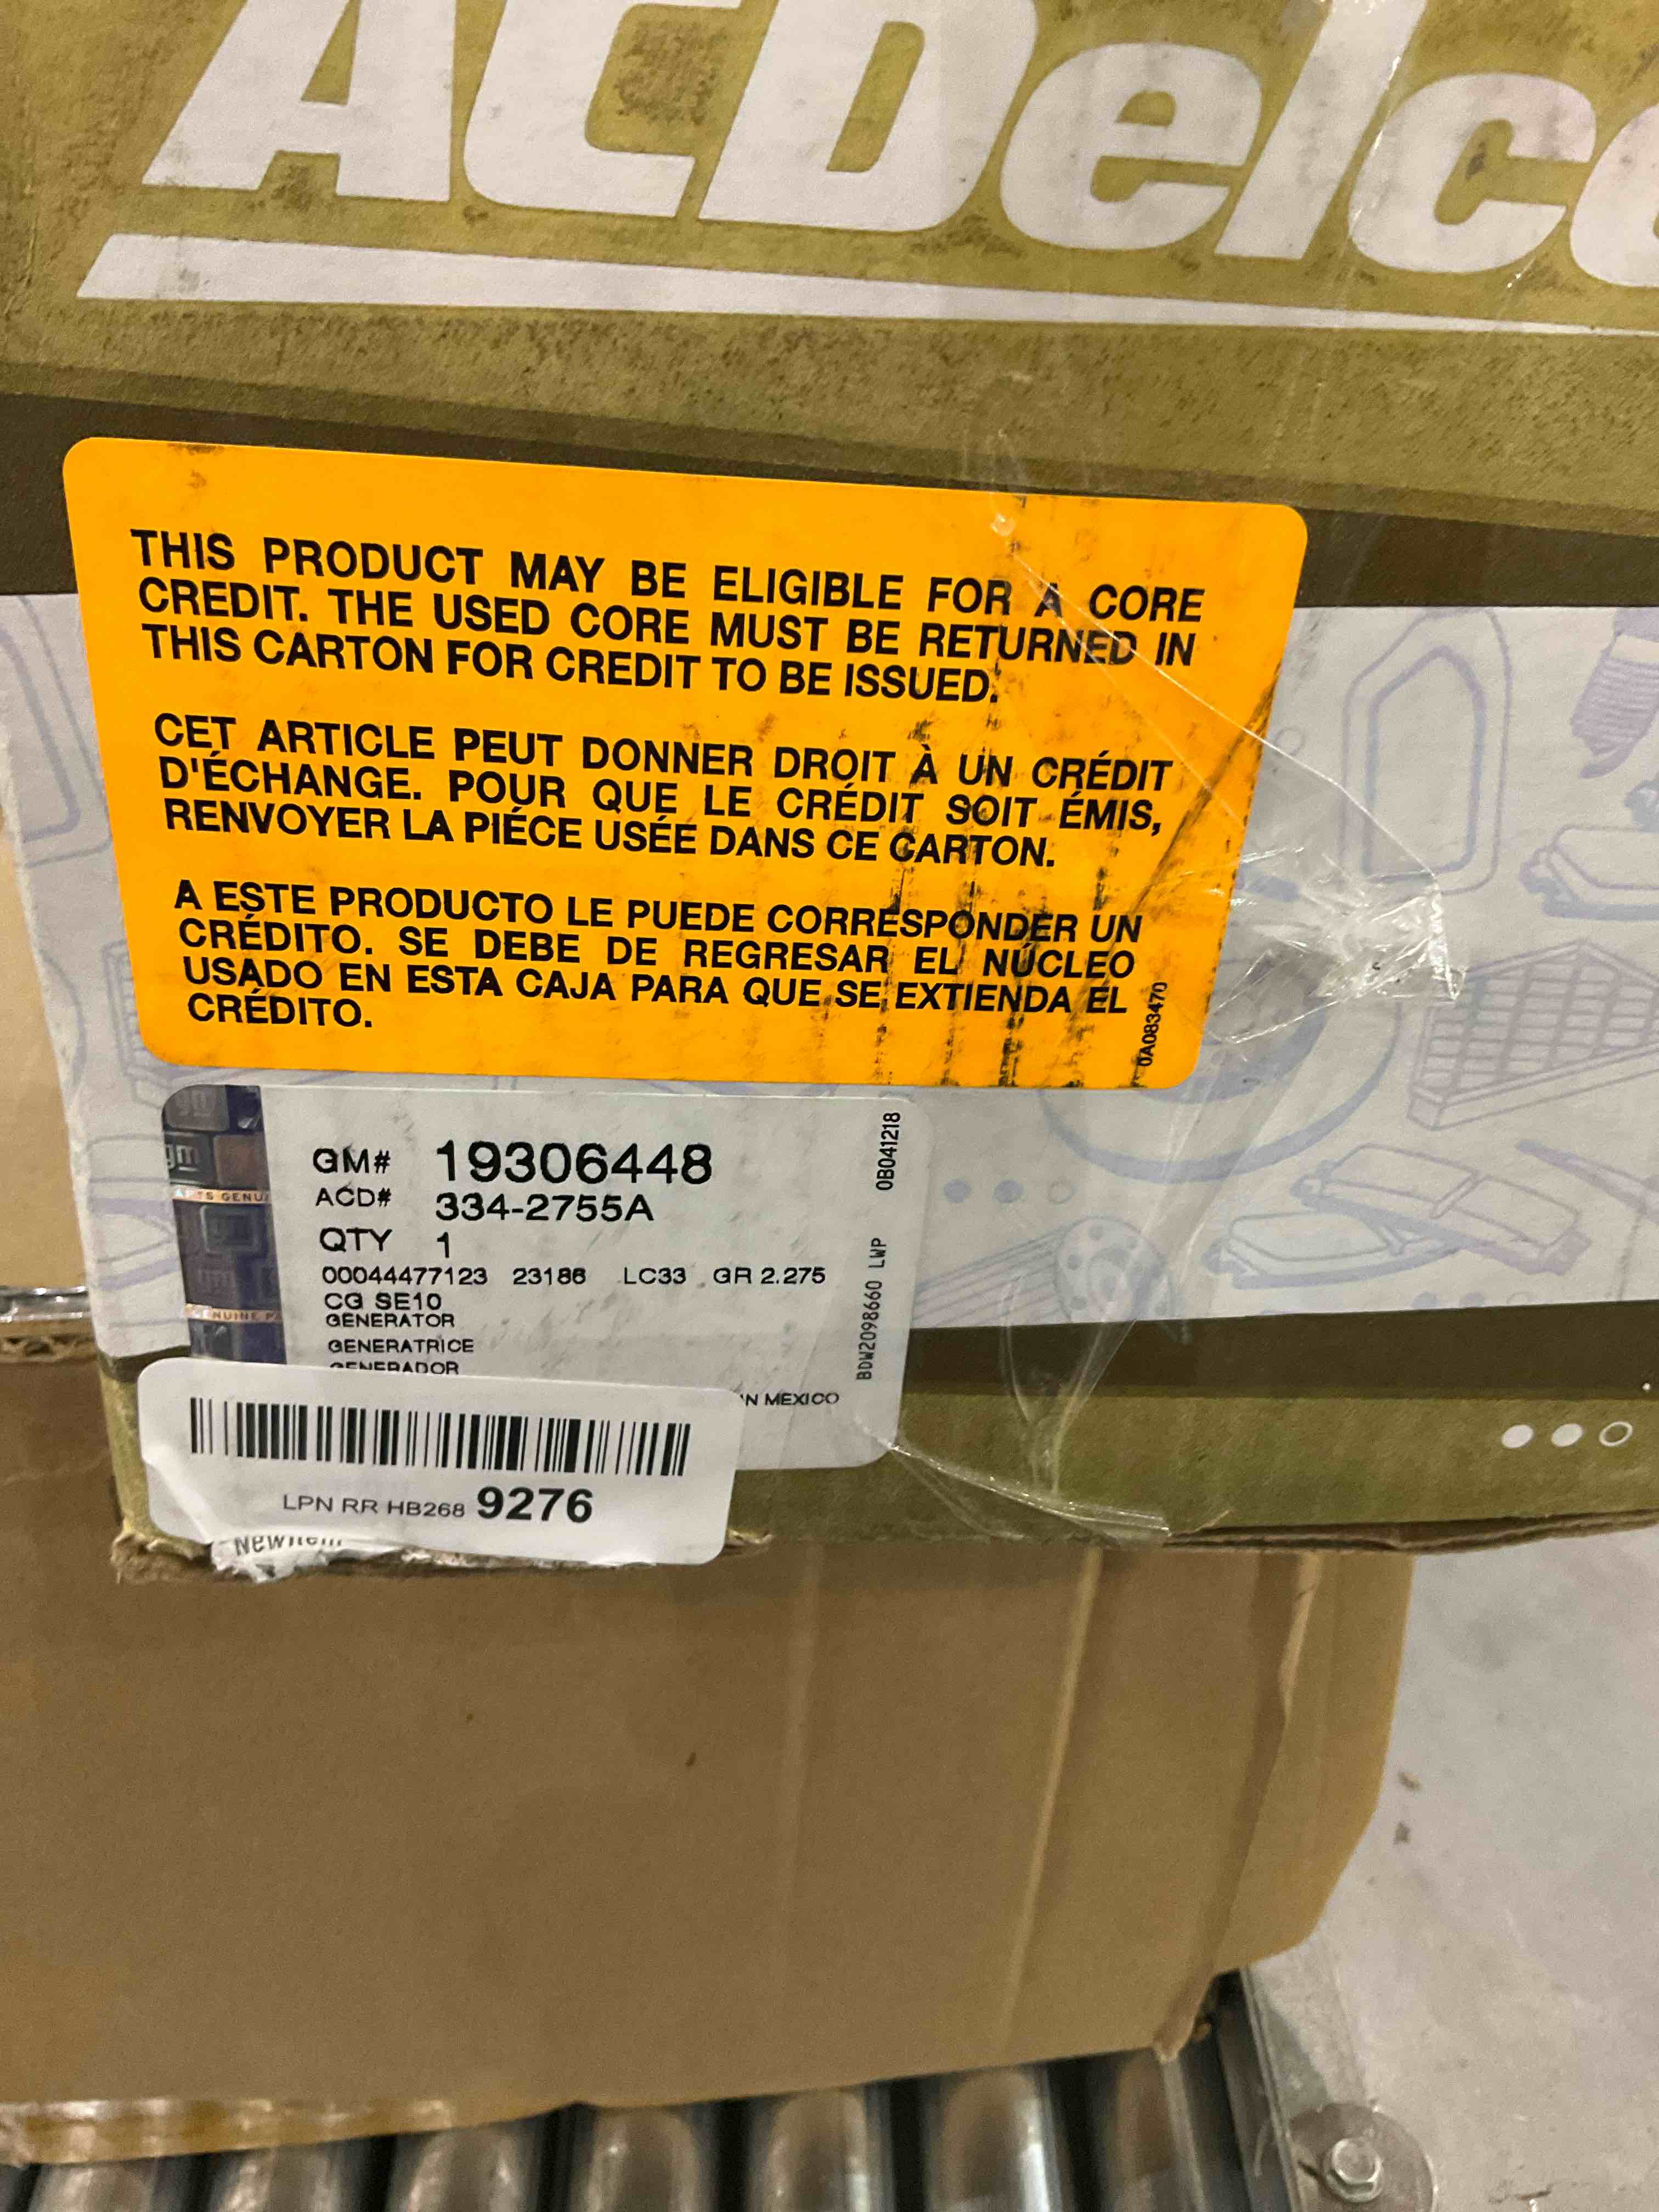 ACDelco
THIS PRODUCT MAY BE ELIGIBLE FOR A CORE
CREDIT. THE USED CORE MUST BE RETURNED IN
THIS CARTON FOR CREDIT TO BE ISSUED.
CET ARTICLE PEUT DONNER DROIT À UN CRÉDIT
D'ÉCHANGE. POUR QUE LE CRÉDIT SOIT ÉMIS,
RENVOYER LA PIÉCE USÉE DANS CE CARTON.
A ESTE PRODUCTO LE PUEDE CORRESPONDER UN
CRÉDITO. SE DEBE DE REGRESAR EL NÚCLEO
USADO EN ESTA CAJA PARA QUE SE EXTIENDA EL
CRÉDITO.
0A083470
GM# 19306448
ACD# 334-2755A
QTY 1
00044477123 23186 LC33 GR 2.275
CG SE10
GENERATOR
GENERATRICE
GENERADOR
IN MEXICO
BDW2098660 LWP 0B041218
gm
LPN RR HB268 9276